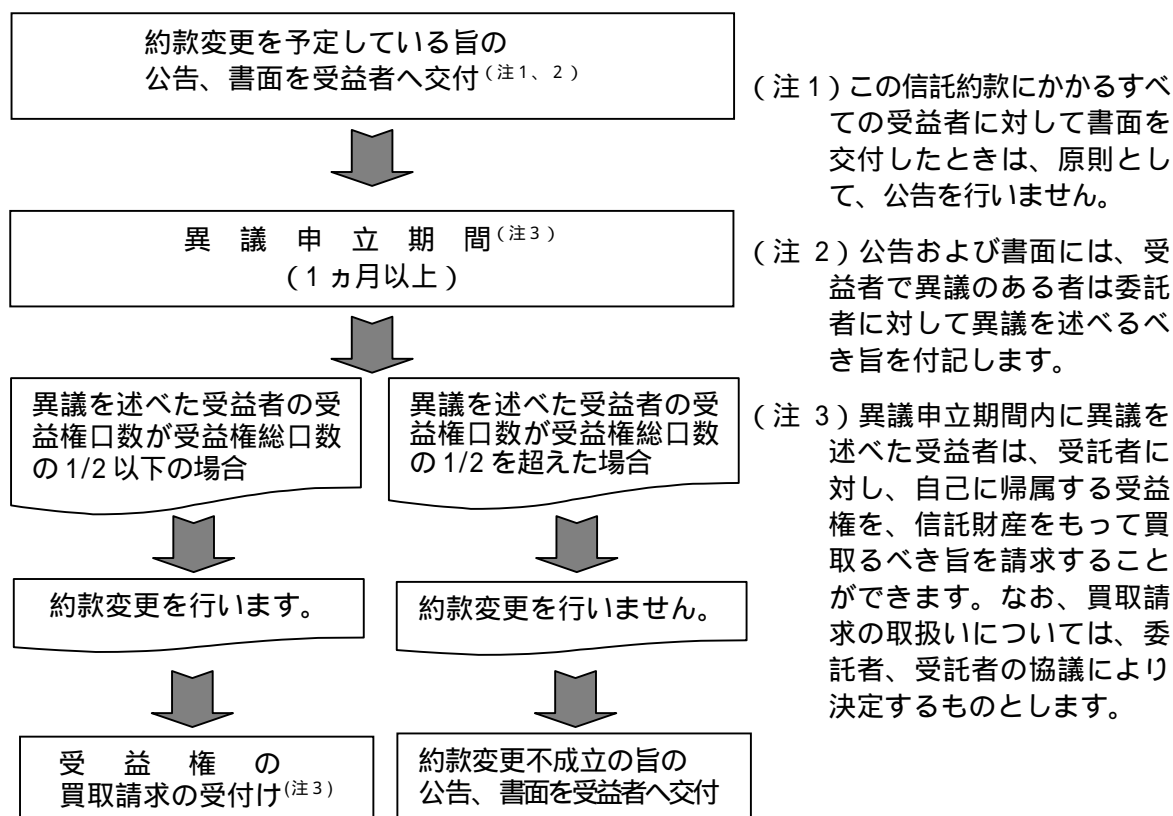 約款変更を予定している旨の
公告、書面を受益者へ交付(注1、2)
異議申立期間(注3)
(1ヵ月以上)
異議を述べた受益者の受
益権口数が受益権総口数
の1/2以下の場合
異議を述べた受益者の受
益権口数が受益権総口数
の1/2を超えた場合
約款変更を行います。
約款変更を行いません。
受益権の
買取請求の受付け(注3)
約款変更不成立の旨の
公告、書面を受益者へ交付
(注1)この信託約款にかかるすべ
ての受益者に対して書面を
交付したときは、原則とし
て、公告を行いません。
(注2)公告および書面には、受
益者で異議のある者は委託
者に対して異議を述べるべ
き旨を付記します。
(注3)異議申立期間内に異議を
述べた受益者は、受託者に
対し、自己に帰属する受益
権を、信託財産をもって買
取るべき旨を請求すること
ができます。なお、買取請
求の取扱いについては、委
託者、受託者の協議により
決定するものとします。